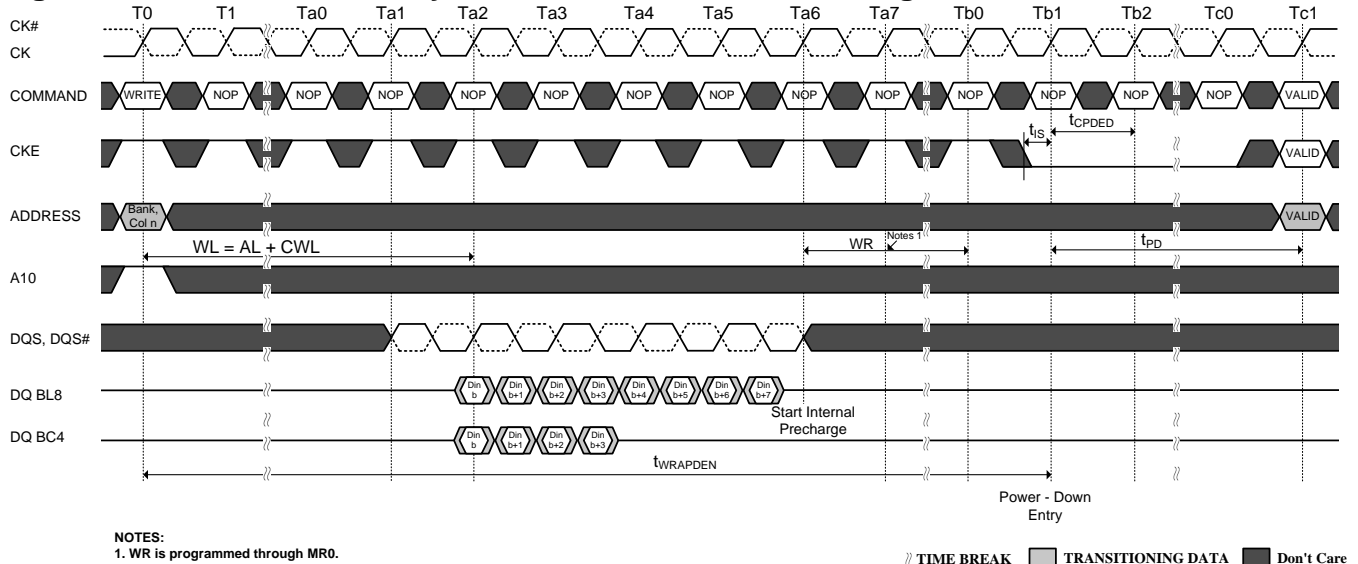 T0 T1 Ta0 Ta1 Ta2 Ta3 Ta4 Ta5 Ta6 Ta7 Tb0 Tb1 Tb2 Tc0 Tc1
CK#
CK
COMMAND WRITE NOP NOP NOP NOP NOP NOP NOP NOP NOP NOP NOP NOP NOP VALID
tIS tCPDED
CKE VALID
ADDRESS Bank, Col n VALID
WL = AL + CWL WR Notes 1 tPD
A10
DQS, DQS#
DQ BL8 Din b Din b+1 Din b+2 Din b+3 Din b+4 Din b+5 Din b+6 Din b+7
Start Internal
Precharge
DQ BC4 Din b Din b+1 Din b+2 Din b+3
tWRAPDEN
Power - Down
Entry
NOTES:
1. WR is programmed through MR0.
TIME BREAK TRANSITIONING DATA Don't Care